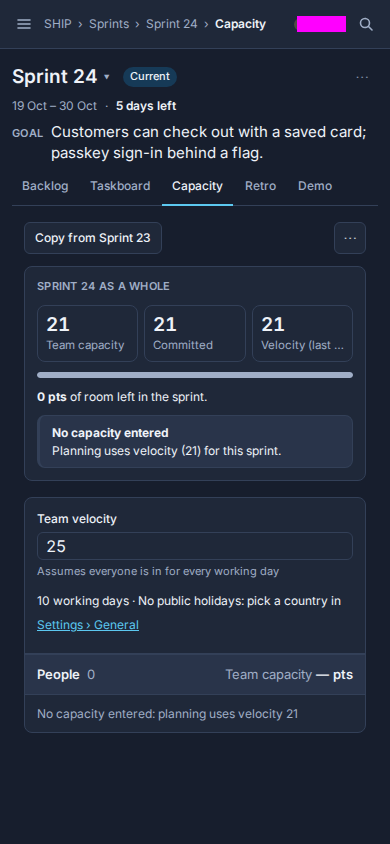 SHIP › Sprints › Sprint 24 › Capacity
Sprint 24 ▾ Current ...
19 Oct – 30 Oct · 5 days left
GOAL Customers can check out with a saved card;
passkey sign-in behind a flag.
Backlog Taskboard Capacity Retro Demo
Copy from Sprint 23 ...
SPRINT 24 AS A WHOLE
21 21 21
Team capacity Committed Velocity (last ...
0 pts of room left in the sprint.
No capacity entered
Planning uses velocity (21) for this sprint.
Team velocity
25
Assumes everyone is in for every working day
10 working days · No public holidays: pick a country in
Settings › General
People 0 Team capacity — pts
No capacity entered: planning uses velocity 21